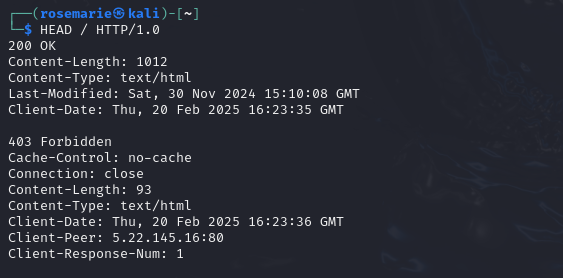 ┌──(rosemarie㉿kali)-[~]
└─$ HEAD / HTTP/1.0
200 OK
Content-Length: 1012
Content-Type: text/html
Last-Modified: Sat, 30 Nov 2024 15:10:08 GMT
Client-Date: Thu, 20 Feb 2025 16:23:35 GMT

403 Forbidden
Cache-Control: no-cache
Connection: close
Content-Length: 93
Content-Type: text/html
Client-Date: Thu, 20 Feb 2025 16:23:36 GMT
Client-Peer: 5.22.145.16:80
Client-Response-Num: 1